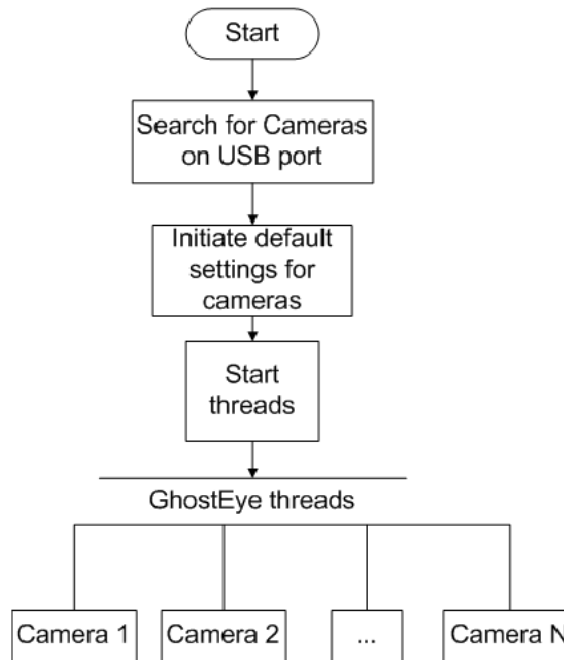 Start
Search for Cameras
on USB port
Initiate default
settings for
cameras
Start
threads
GhostEye threads
Camera 1
Camera 2
...
Camera N